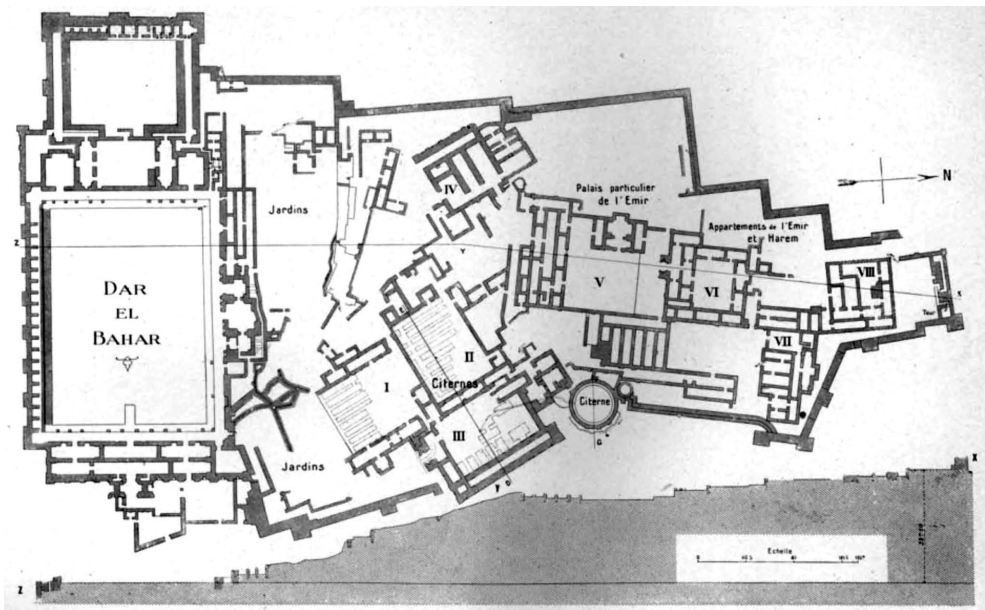 DAR
EL
BAHAR
Jardins
Jardins
IV
Palais particulier
de l'Emir
Appartements de l'Emir
et Harem
N
V
VI
VII
VIII
Tour
I
II
Citernes
III
Citerne
G
Z
Y
X
Echelle
0
Z